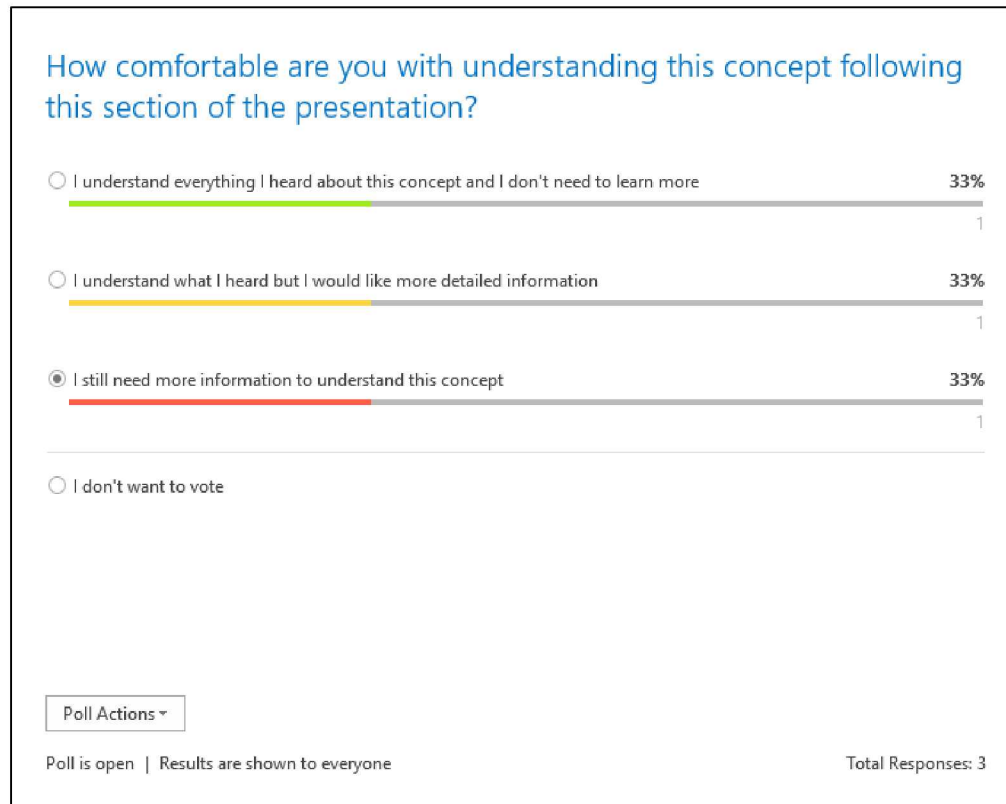 How comfortable are you with understanding this concept following
this section of the presentation?
I understand everything I heard about this concept and I don't need to learn more 33%
1
I understand what I heard but I would like more detailed information 33%
1
I still need more information to understand this concept 33%
1
I don't want to vote
Poll Actions
Poll is open | Results are shown to everyone Total Responses: 3